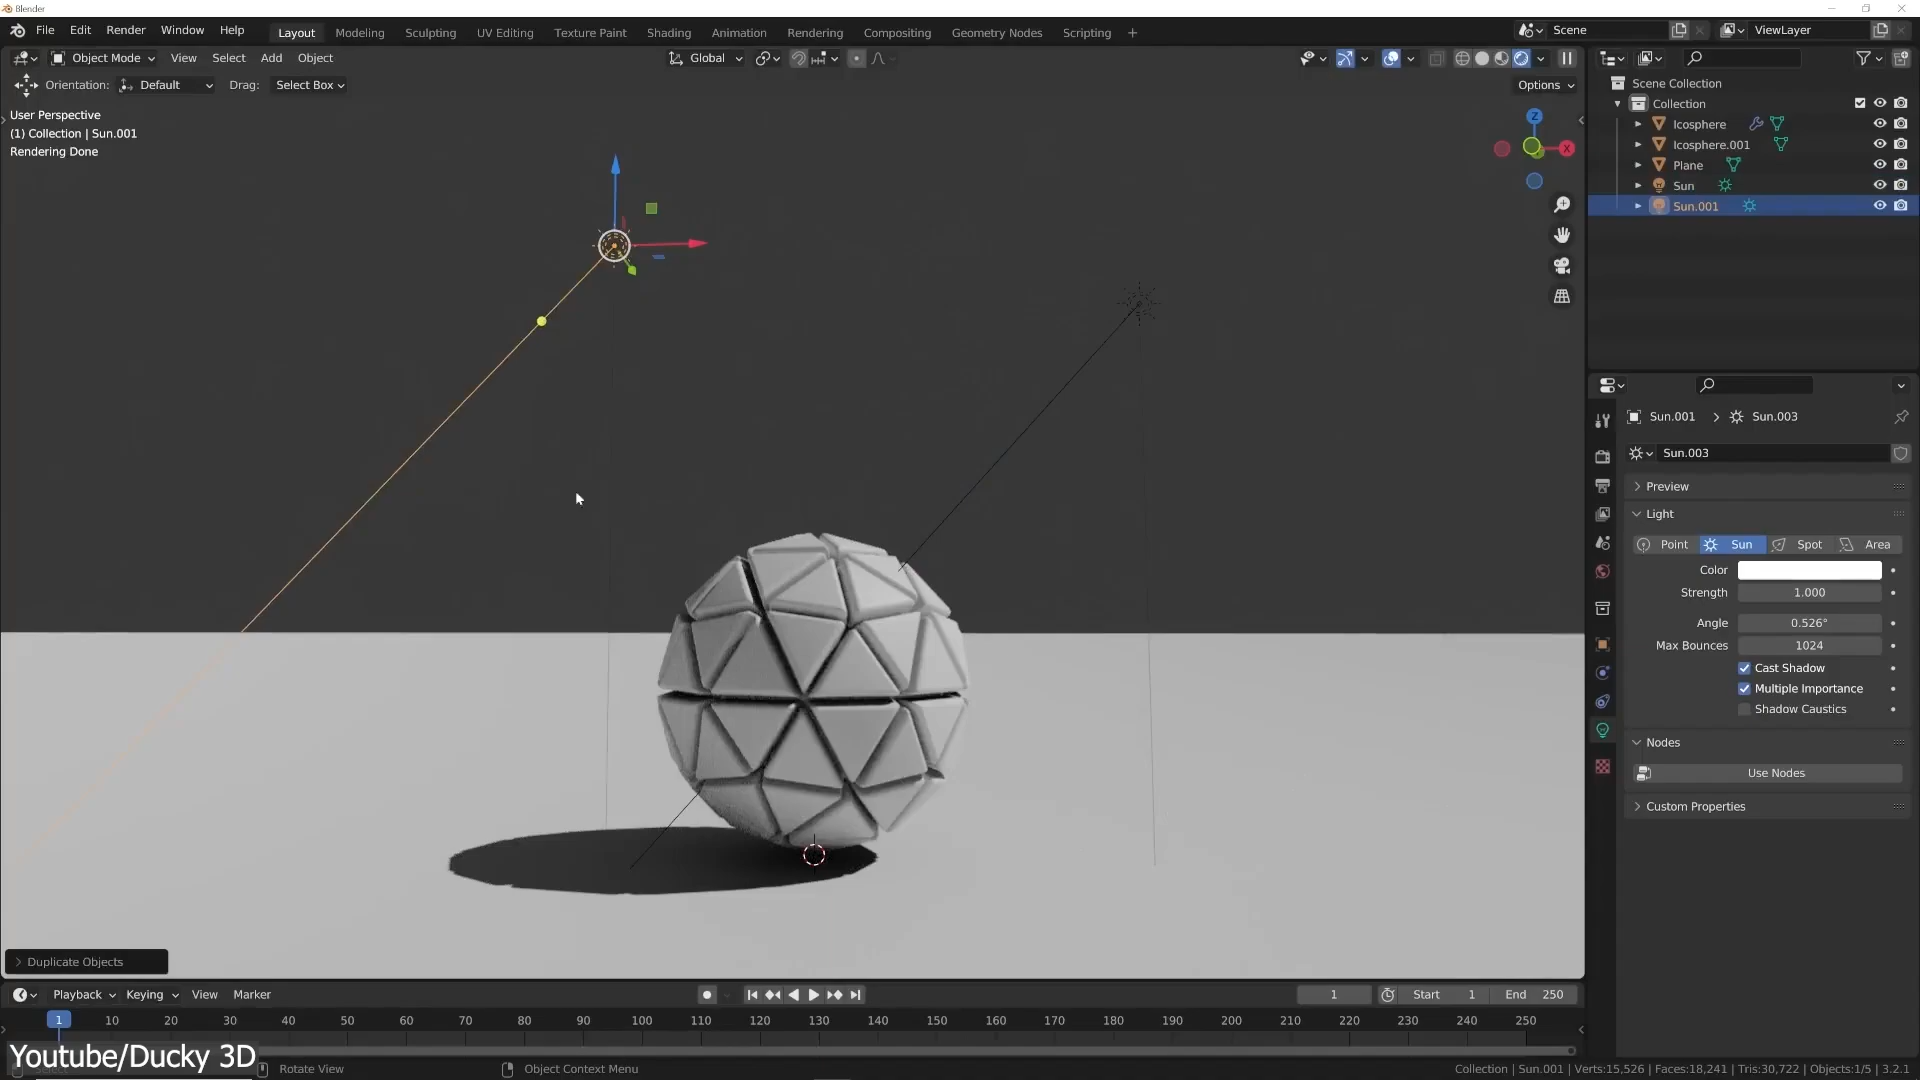 Blender
File Edit Render Window Help
Layout Modeling Sculpting UV Editing Texture Paint Shading Animation Rendering Compositing Geometry Nodes Scripting +
Scene
ViewLayer
Object Mode View Select Add Object
Global
Orientation: Default Drag: Select Box
Options
User Perspective
(1) Collection | Sun.001
Rendering Done
Z
X
Scene Collection
Collection
Icosphere
Icosphere.001
Plane
Sun
Sun.001
Sun.001 > Sun.003
Sun.003
Preview
Light
Point Sun Spot Area
Color
Strength 1.000
Angle 0.526°
Max Bounces 1024
Cast Shadow
Multiple Importance
Shadow Caustics
Nodes
Use Nodes
Custom Properties
Duplicate Objects
Playback Keying View Marker
1
Start 1
End 250
1 10 20 30 40 50 60 70 80 90 100 110 120 130 140 150 160 170 180 190 200 210 220 230 240 250
Youtube/Ducky 3D
Rotate View
Object Context Menu
Collection | Sun.001 | Verts:15,526 | Faces:18,241 | Tris:30,722 | Objects:1/5 | 3.2.1